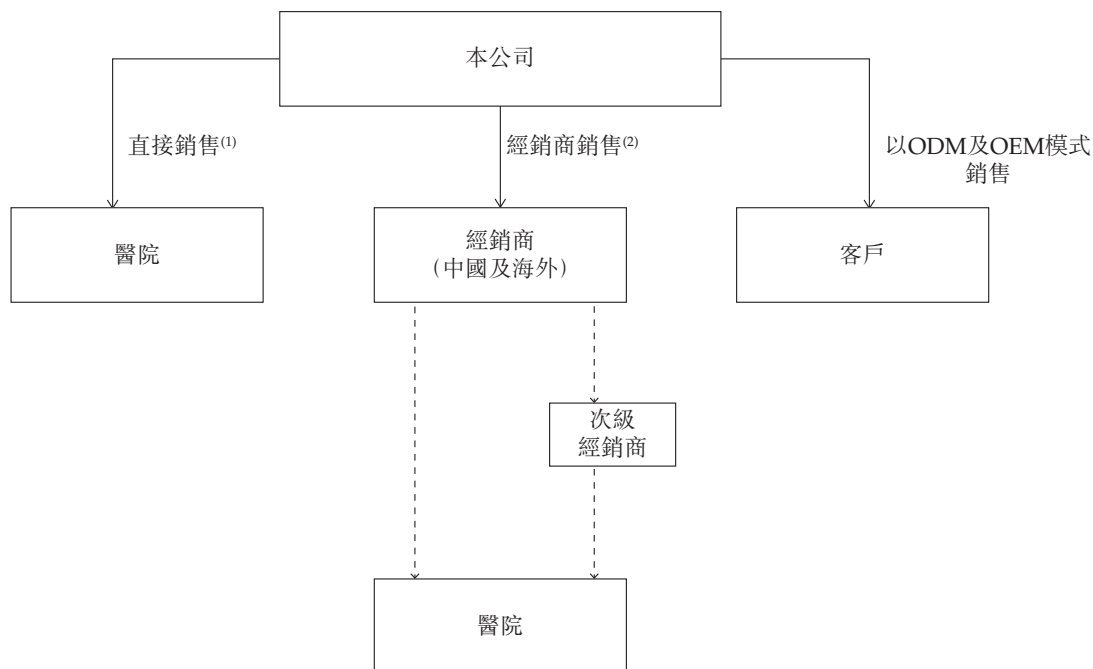 本公司
直接銷售(1)
經銷商銷售(2)
以ODM及OEM模式
銷售
醫院
經銷商
（中國及海外）
客戶
次級
經銷商
醫院